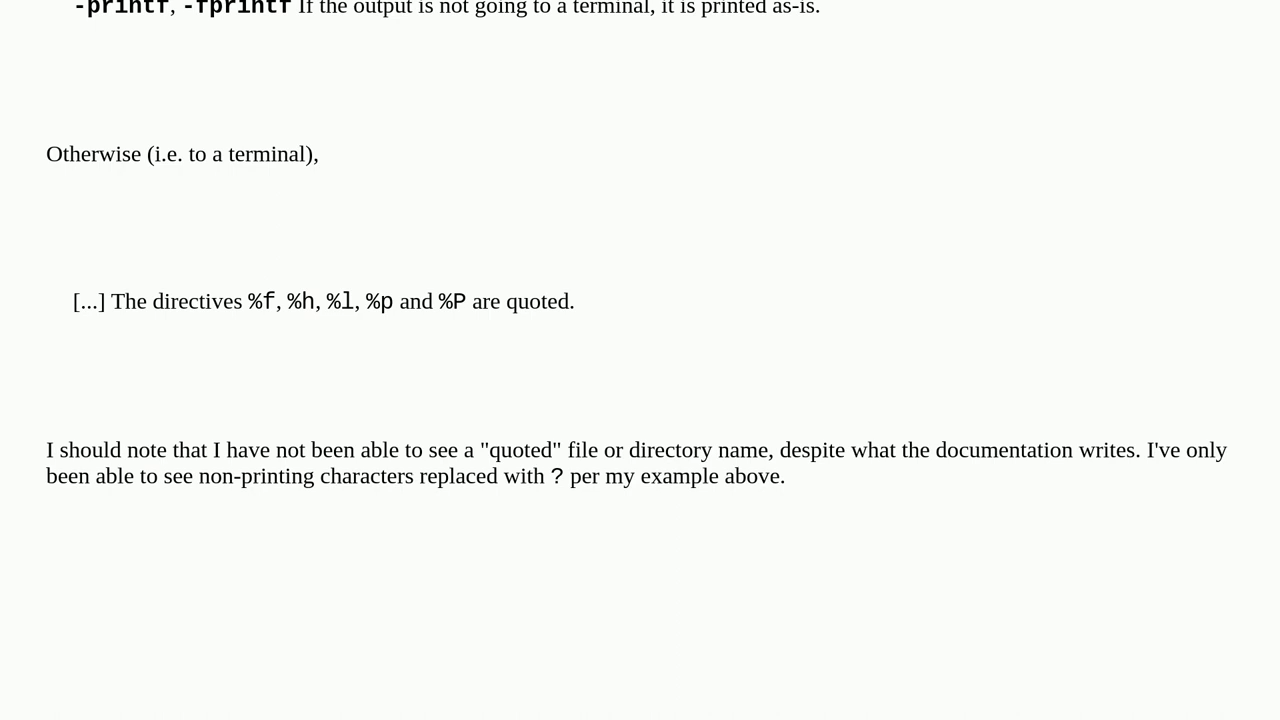 -printf, -fprintf If the output is not going to a terminal, it is printed as-is.
Otherwise (i.e. to a terminal),
[...] The directives %f, %h, %l, %p and %P are quoted.
I should note that I have not been able to see a "quoted" file or directory name, despite what the documentation writes. I've only
been able to see non-printing characters replaced with ? per my example above.